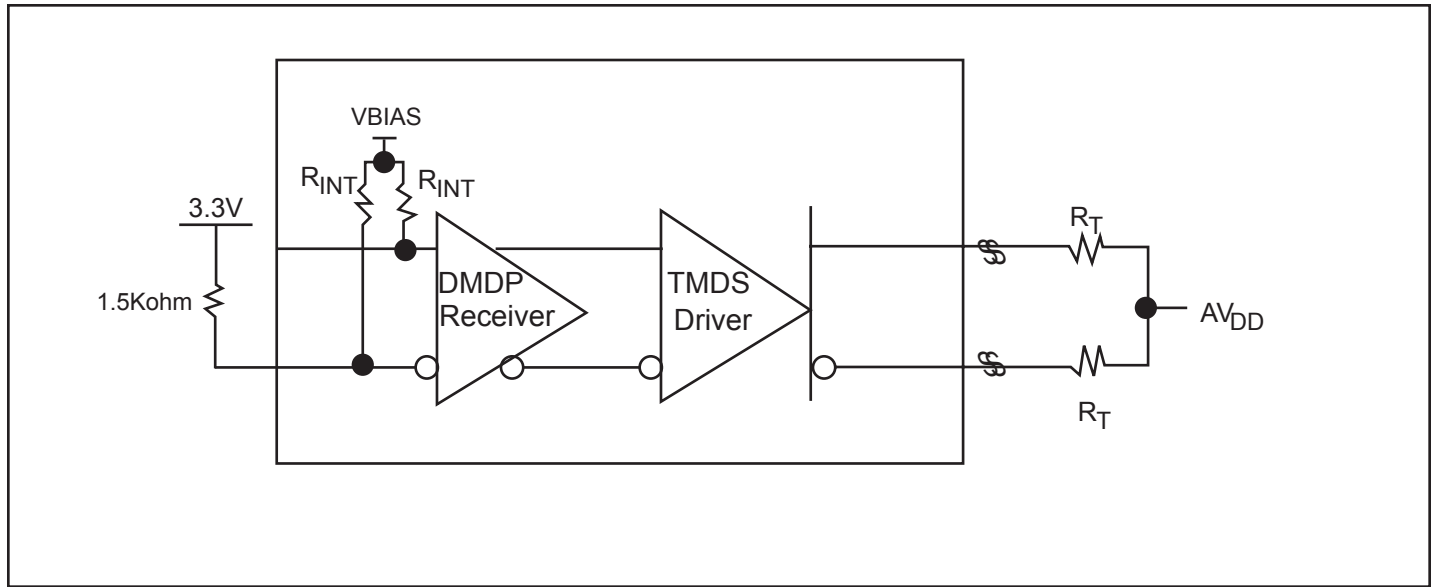 VBIAS
RINT
RINT
3.3V
1.5Kohm
DMDP
Receiver
TMDS
Driver
RT
AVDD
RT